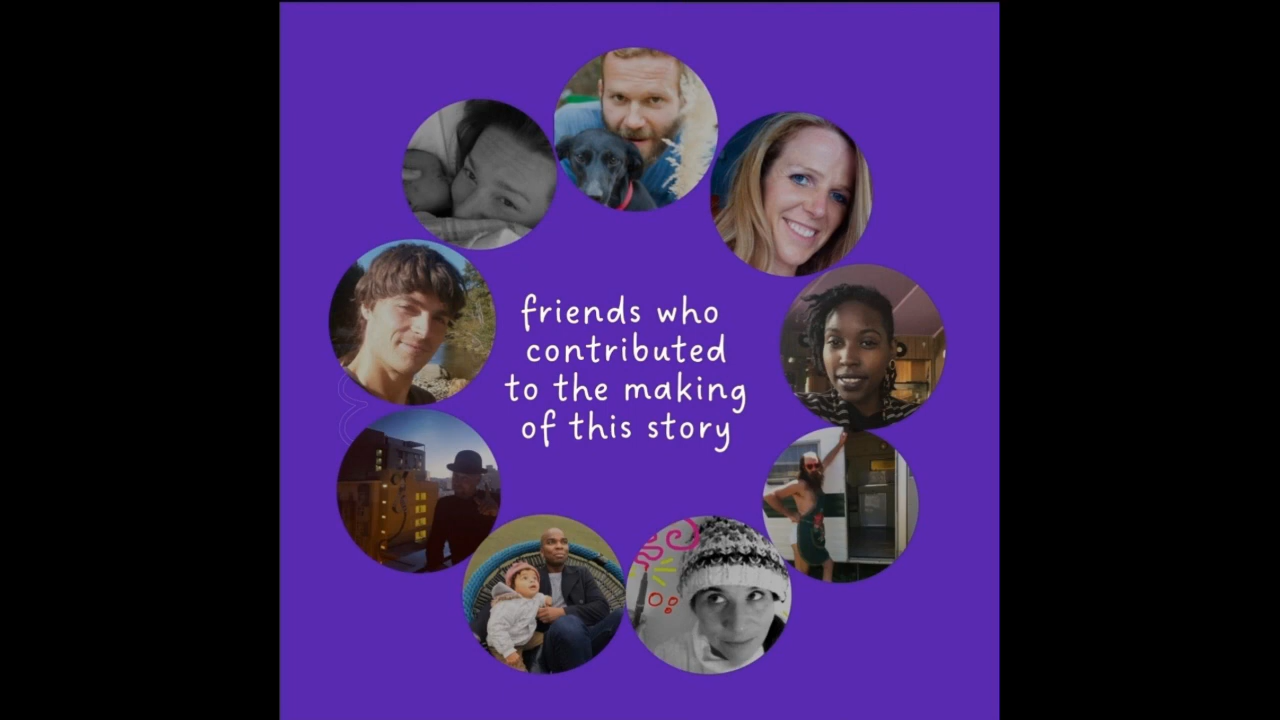 friends who
contributed
to the making
of this story